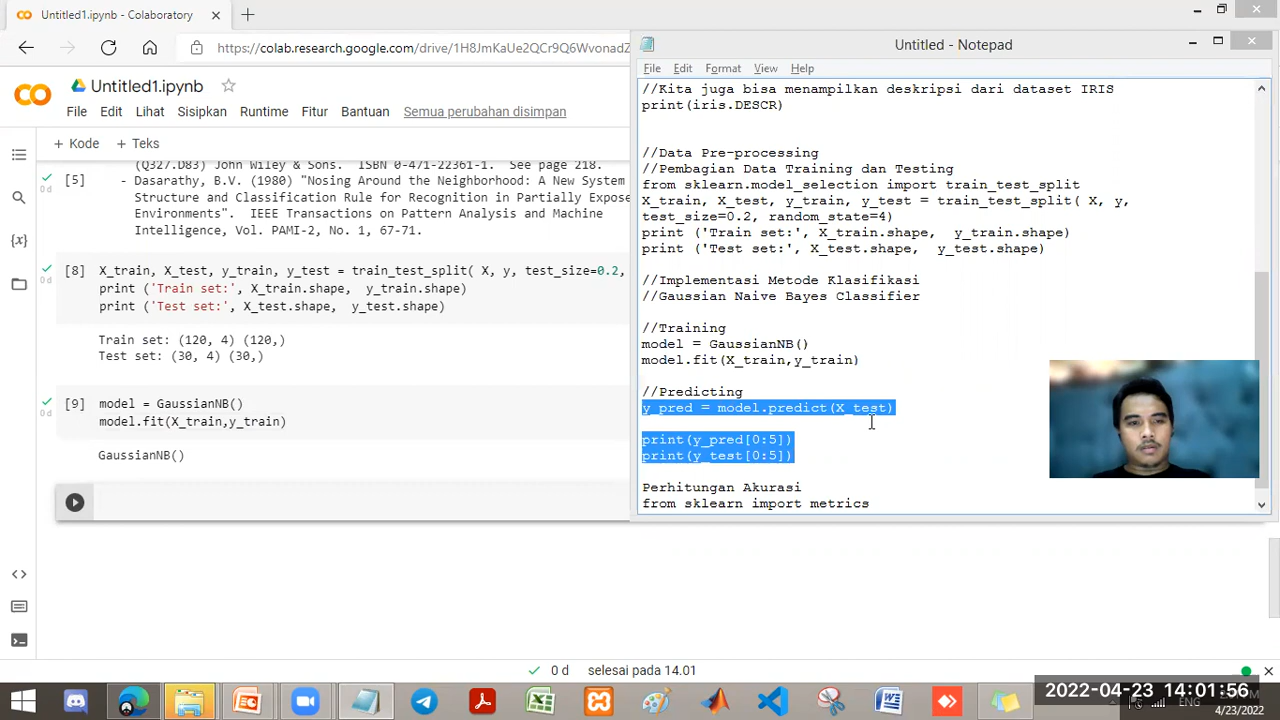 Untitled1.ipynb - Colaboratory
https://colab.research.google.com/drive/1H8JmKaUe2QCr9Q6WvonadZ
Untitled1.ipynb
File Edit Lihat Sisipkan Runtime Fitur Bantuan Semua perubahan disimpan
+ Kode + Teks
(Q327.D83) John Wiley & Sons. ISBN 0-471-22361-1. See page 218.
[5] - Dasarathy, B.V. (1980) "Nosing Around the Neighborhood: A New System
0 d
Structure and Classification Rule for Recognition in Partially Expose
Environments". IEEE Transactions on Pattern Analysis and Machine
Intelligence, Vol. PAMI-2, No. 1, 67-71.
[8] X_train, X_test, y_train, y_test = train_test_split( X, y, test_size=0.2,
0 d
print ('Train set:', X_train.shape, y_train.shape)
print ('Test set:', X_test.shape, y_test.shape)
Train set: (120, 4) (120,)
Test set: (30, 4) (30,)
[9] model = GaussianNB()
0 d
model.fit(X_train,y_train)
GaussianNB()
0 d selesai pada 14.01
Untitled - Notepad
File Edit Format View Help
//Kita juga bisa menampilkan deskripsi dari dataset IRIS
print(iris.DESCR)
//Data Pre-processing
//Pembagian Data Training dan Testing
from sklearn.model_selection import train_test_split
X_train, X_test, y_train, y_test = train_test_split( X, y,
test_size=0.2, random_state=4)
print ('Train set:', X_train.shape, y_train.shape)
print ('Test set:', X_test.shape, y_test.shape)
//Implementasi Metode Klasifikasi
//Gaussian Naive Bayes Classifier
//Training
model = GaussianNB()
model.fit(X_train,y_train)
//Predicting
y_pred = model.predict(X_test)
print(y_pred[0:5])
print(y_test[0:5])
Perhitungan Akurasi
from sklearn import metrics
2022-04-23 14:01:56
ENG
4/23/2022